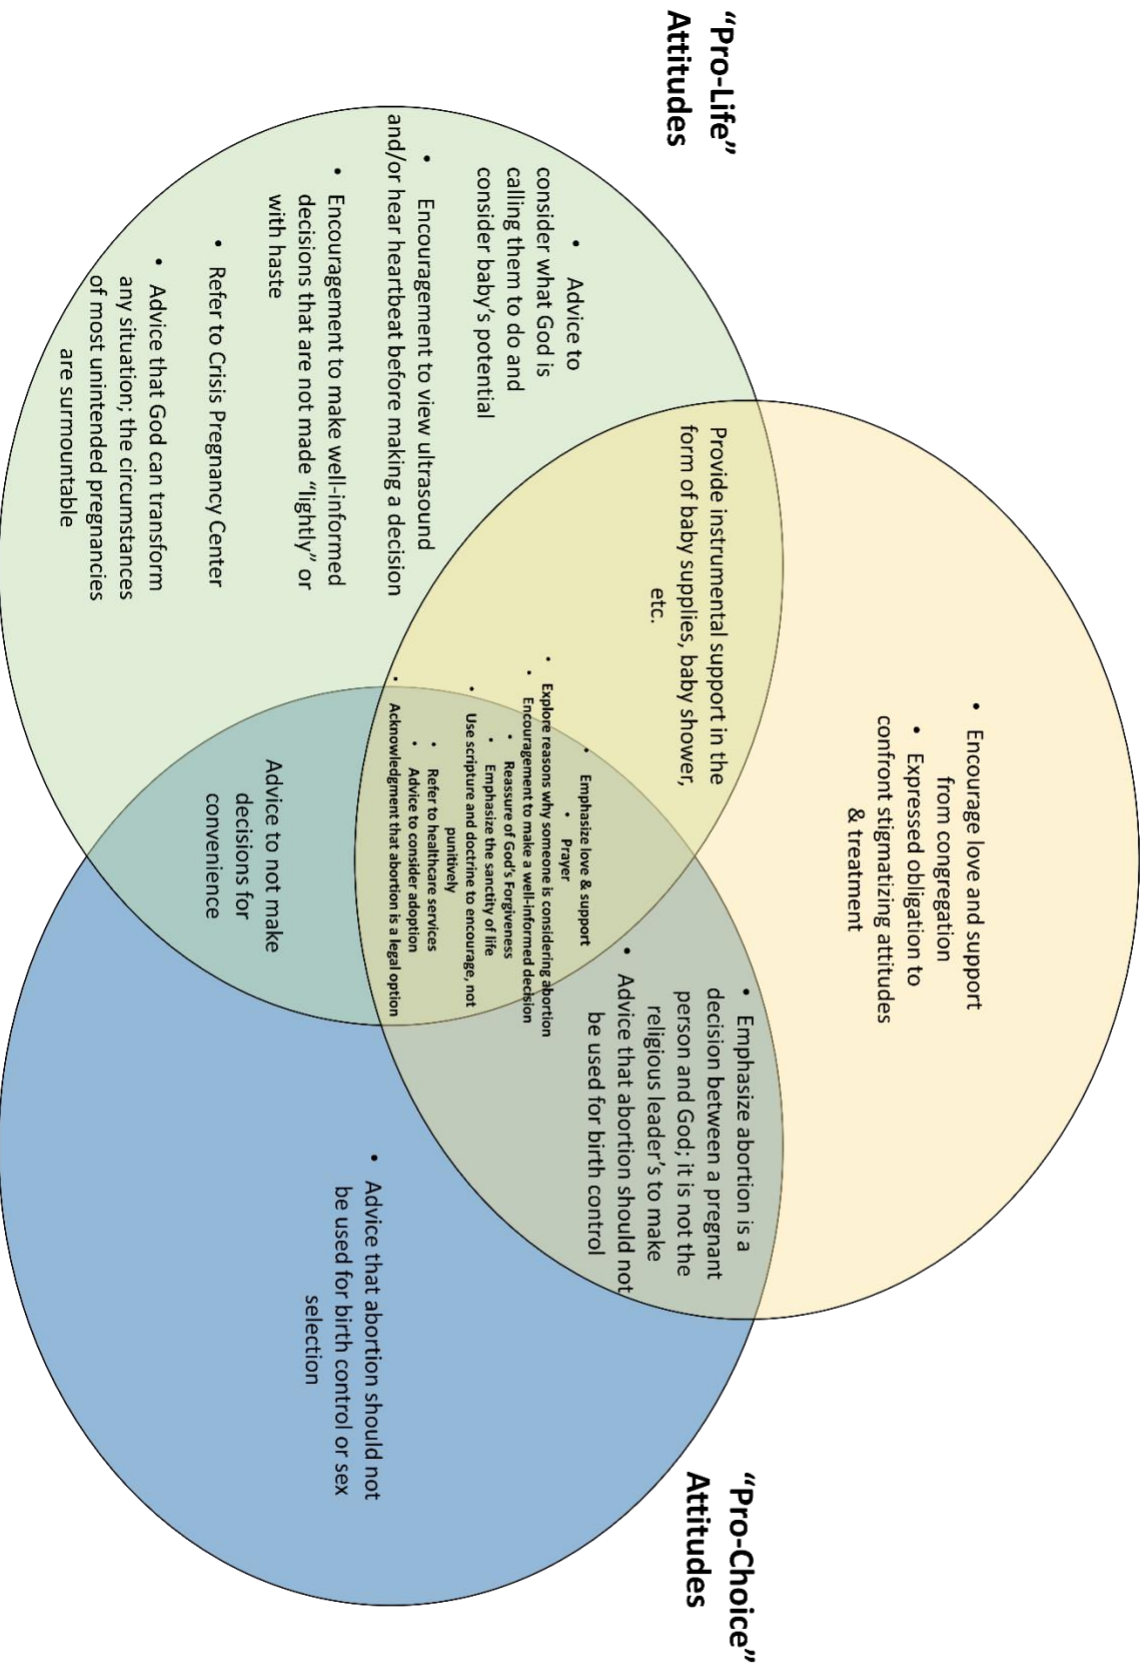 “Pro-Life”
Attitudes
“Pro-Choice”
Attitudes
• Encourage love and support
from congregation
• Expressed obligation to
confront stigmatizing attitudes
& treatment
Provide instrumental support in the
form of baby supplies, baby shower,
etc.
• Emphasize abortion is a
decision between a pregnant
person and God; it is not the
religious leader’s to make
• Advice that abortion should not
be used for birth control
• Emphasize love & support
• Prayer
• Explore reasons why someone is considering abortion
• Encouragement to make a well-informed decision
• Reassure of God’s Forgiveness
• Emphasize the sanctity of life
• Use scripture and doctrine to encourage, not
punitively
• Refer to healthcare services
• Advice to consider adoption
• Acknowledgment that abortion is a legal option
• Advice to
consider what God is
calling them to do and
consider baby’s potential
• Encouragement to view ultrasound
and/or hear heartbeat before making a decision
• Encouragement to make well-informed
decisions that are not made “lightly” or
with haste
• Refer to Crisis Pregnancy Center
• Advice that God can transform
any situation; the circumstances
of most unintended pregnancies
are surmountable
Advice to not make
decisions for
convenience
• Advice that abortion should not
be used for birth control or sex
selection